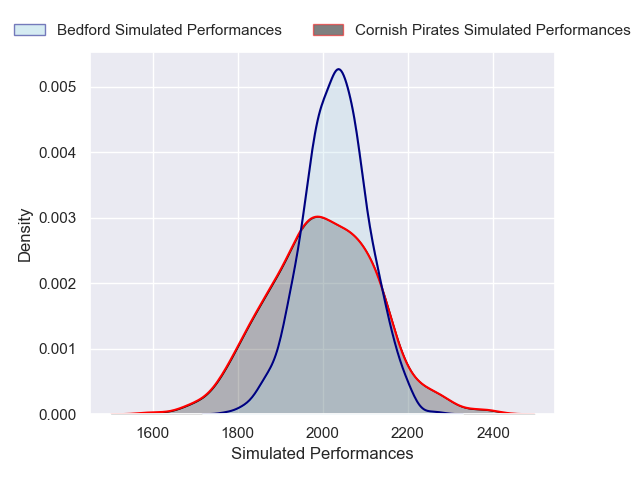 Bedford Simulated Performances
Cornish Pirates Simulated Performances
0.005
0.004
0.003
0.002
0.001
0.000
Density
1600 1800 2000 2200 2400
Simulated Performances